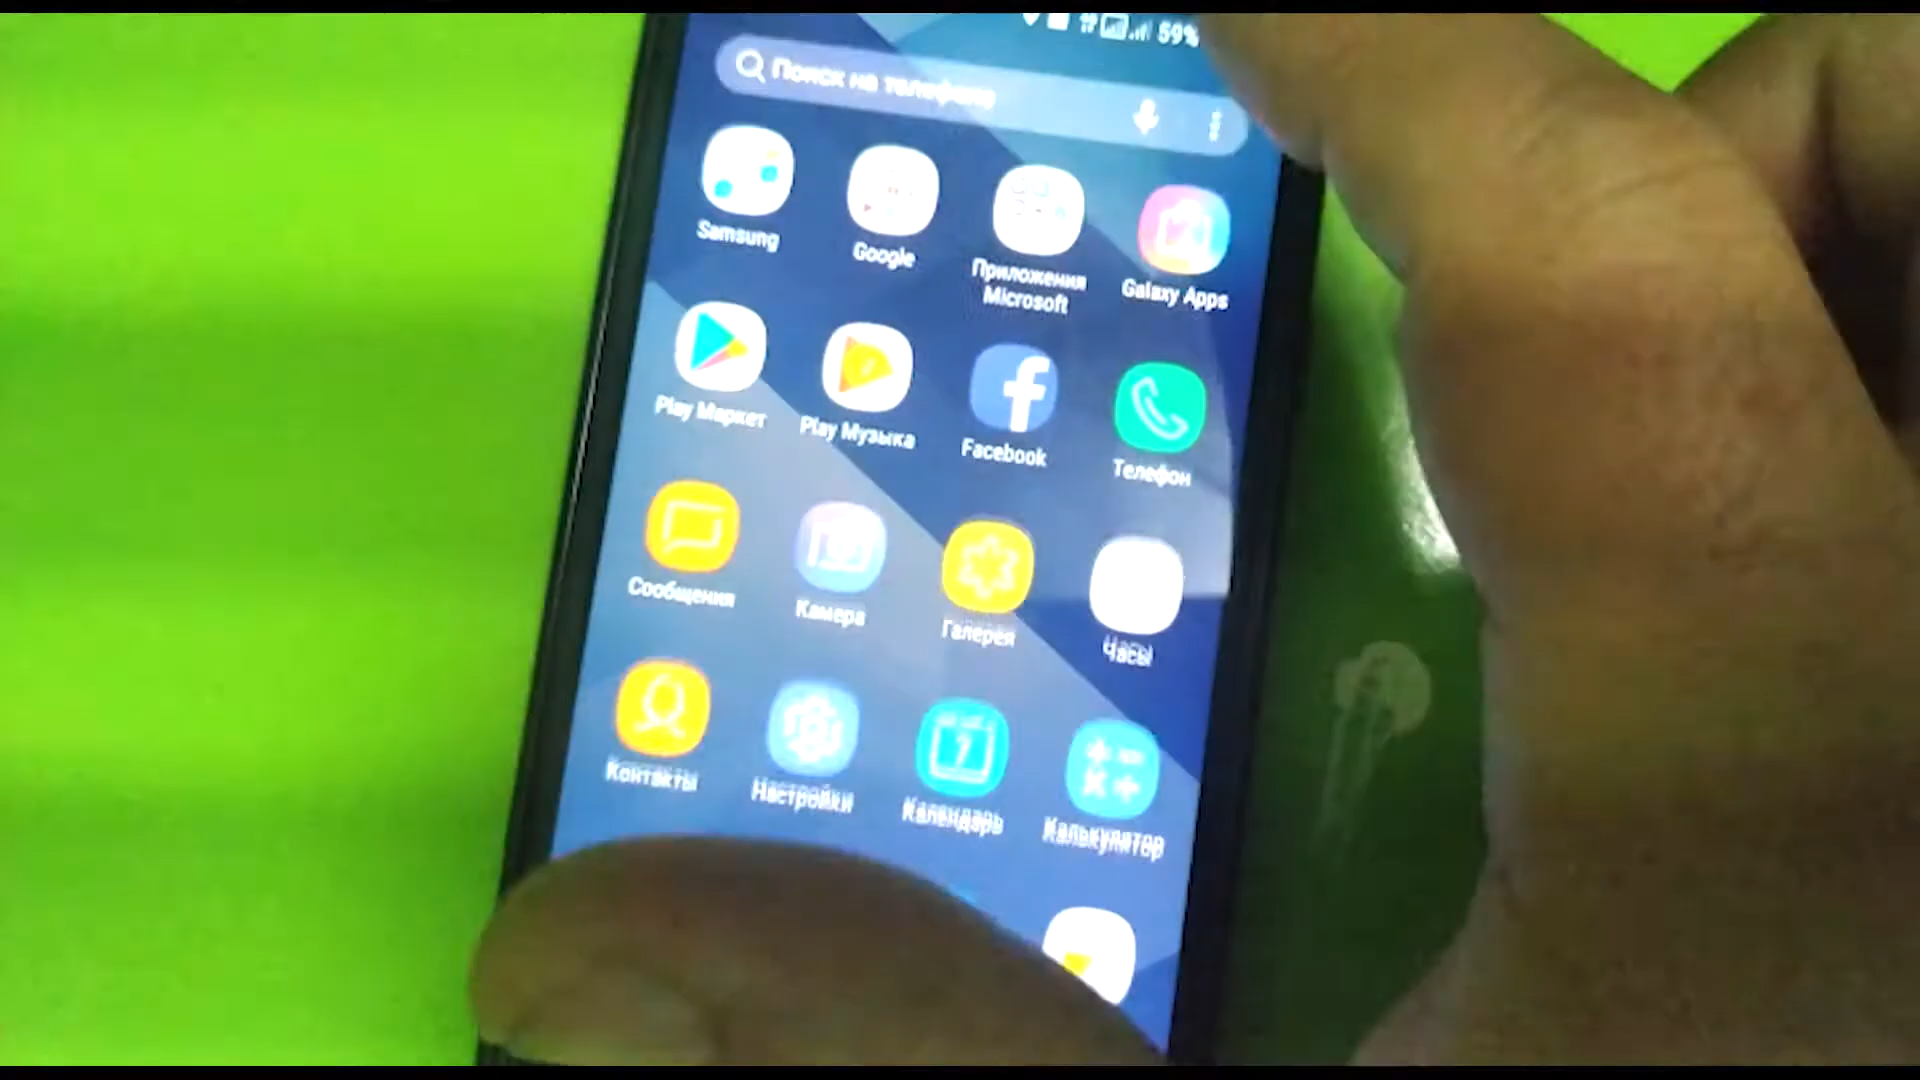 59%
Поиск на телефоне
Samsung
Google
Приложения
Microsoft
Galaxy Apps
Play Маркет
Play Музыка
Facebook
Телефон
Сообщения
Камера
Галерея
Часы
Контакты
Настройки
7
Календарь
Калькулятор